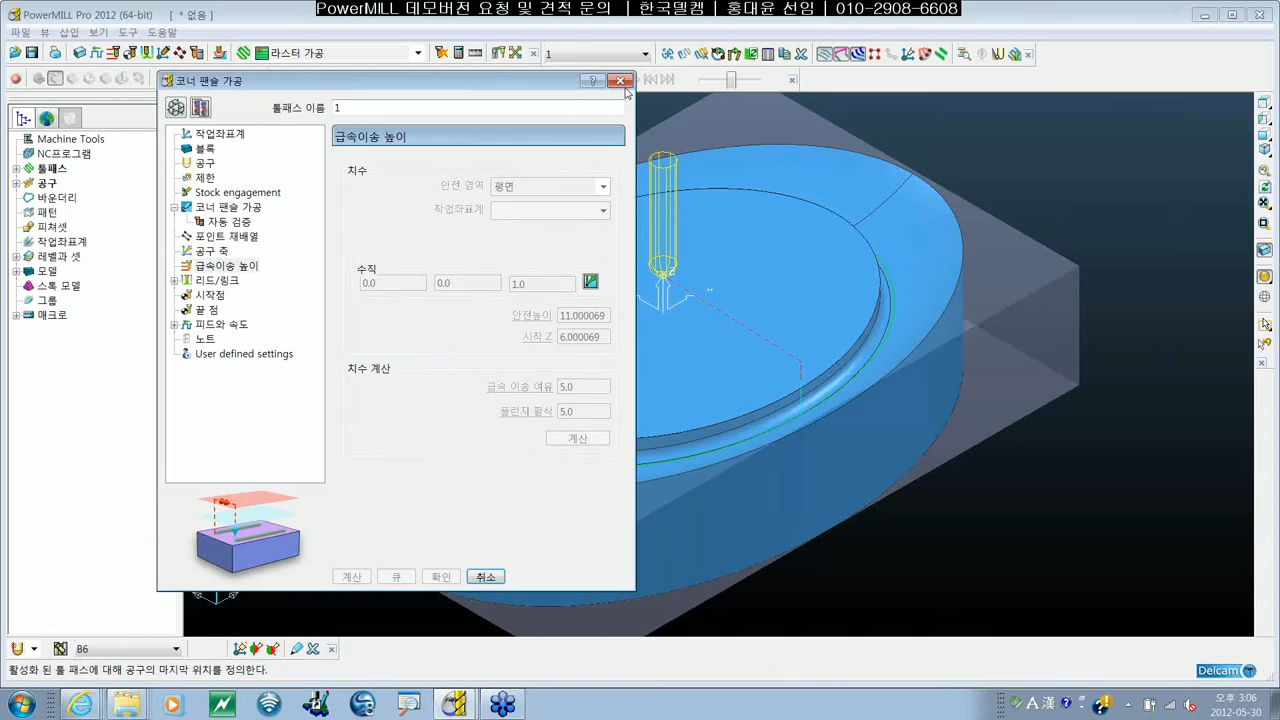 PowerMILL Pro 2012 (64-bit) [ * 없음 ]
PowerMILL 데모버전 요청 및 견적 문의 | 한국델켐 | 홍대윤 선임 | 010-2908-6608
파일 뷰 삽입 보기 도구 도움말
라스터 가공
1
코너 팬슬 가공
툴패스 이름 1
Machine Tools
NC프로그램
툴패스
공구
바운더리
패턴
피쳐셋
작업좌표계
레벨과 셋
모델
스톡 모델
그룹
매크로
작업좌표계
블록
공구
제한
Stock engagement
코너 팬슬 가공
자동 검증
포인트 재배열
공구 축
급속이송 높이
리드/링크
시작점
끝 점
피드와 속도
노트
User defined settings
급속이송 높이
치수
안전 영역 평면
작업좌표계
수직
0.0 0.0 1.0
안전높이 11.000069
시작 Z 6.000069
치수 계산
급속 이송 여유 5.0
플런지 황식 5.0
계산
계산 큐 확인 취소
B6
활성화 된 툴 패스에 대해 공구의 마지막 위치를 정의한다.
Delcam
A 漢
오후 3:06
2012-05-30